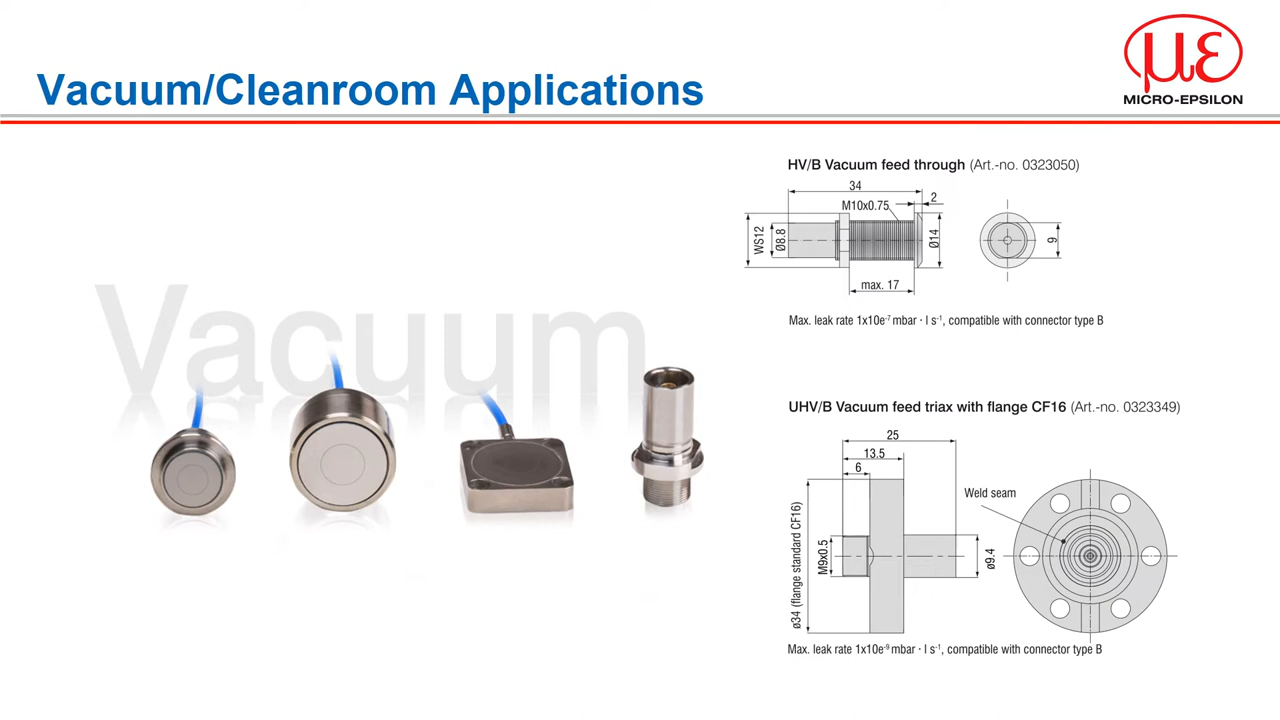 Vacuum/Cleanroom Applications
με
MICRO-EPSILON
Vacuum
HV/B Vacuum feed through (Art.-no. 0323050)
34
2
M10x0.75
WS12
Ø8.8
Ø14
9
max. 17
Max. leak rate 1x10e⁻⁷ mbar · l s⁻¹, compatible with connector type B
UHV/B Vacuum feed triax with flange CF16 (Art.-no. 0323349)
25
13.5
6
Weld seam
ø34 (flange standard CF16)
M9x0.5
ø9.4
Max. leak rate 1x10e⁻⁹ mbar · l s⁻¹, compatible with connector type B